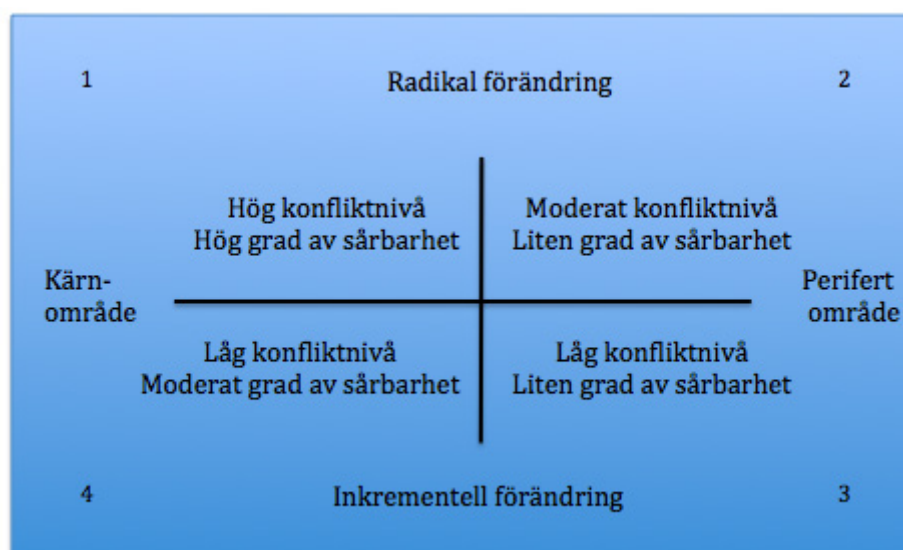 1
Radikal förändring
2
Hög konfliktnivå
Hög grad av sårbarhet
Moderat konfliktnivå
Liten grad av sårbarhet
Kärn-
område
Perifert
område
Låg konfliktnivå
Moderat grad av sårbarhet
Låg konfliktnivå
Liten grad av sårbarhet
4
Inkrementell förändring
3